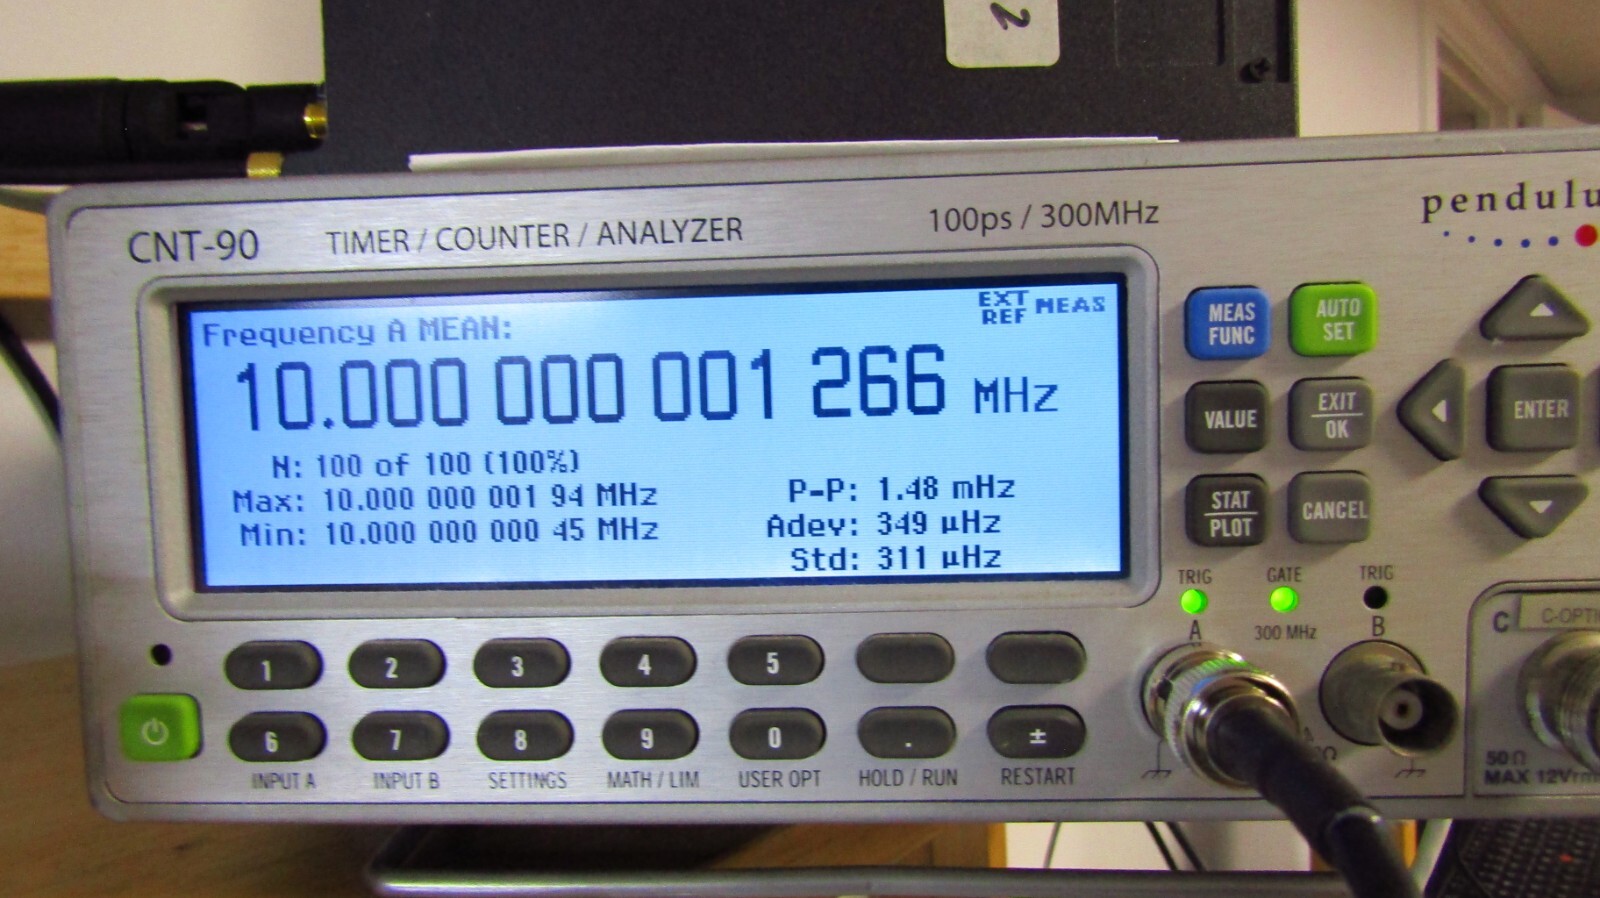 2
CNT-90 TIMER / COUNTER / ANALYZER 100ps / 300MHz
pendulu
EXT REF MEAS
Frequency A MEAN:
10.000 000 001 266 MHz
N: 100 of 100 (100%)
Max: 10.000 000 001 94 MHz P-P: 1.48 mHz
Min: 10.000 000 000 45 MHz Adev: 349 µHz
Std: 311 µHz
MEAS FUNC
AUTO SET
VALUE
EXIT OK
ENTER
STAT PLOT
CANCEL
TRIG GATE TRIG
A 300 MHz B
C C-OPTI
1 2 3 4 5
6 7 8 9 0 . ±
INPUT A INPUT B SETTINGS MATH / LIM USER OPT HOLD / RUN RESTART
50Ω
MAX 12Vrm